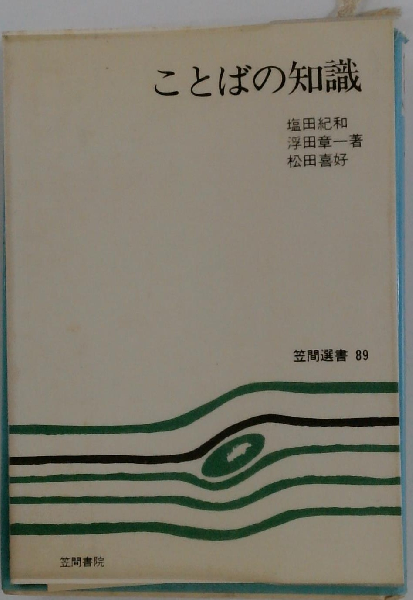 ことばの知識
塩田紀和
浮田章一著
松田喜好
笠間選書 89
笠間書院